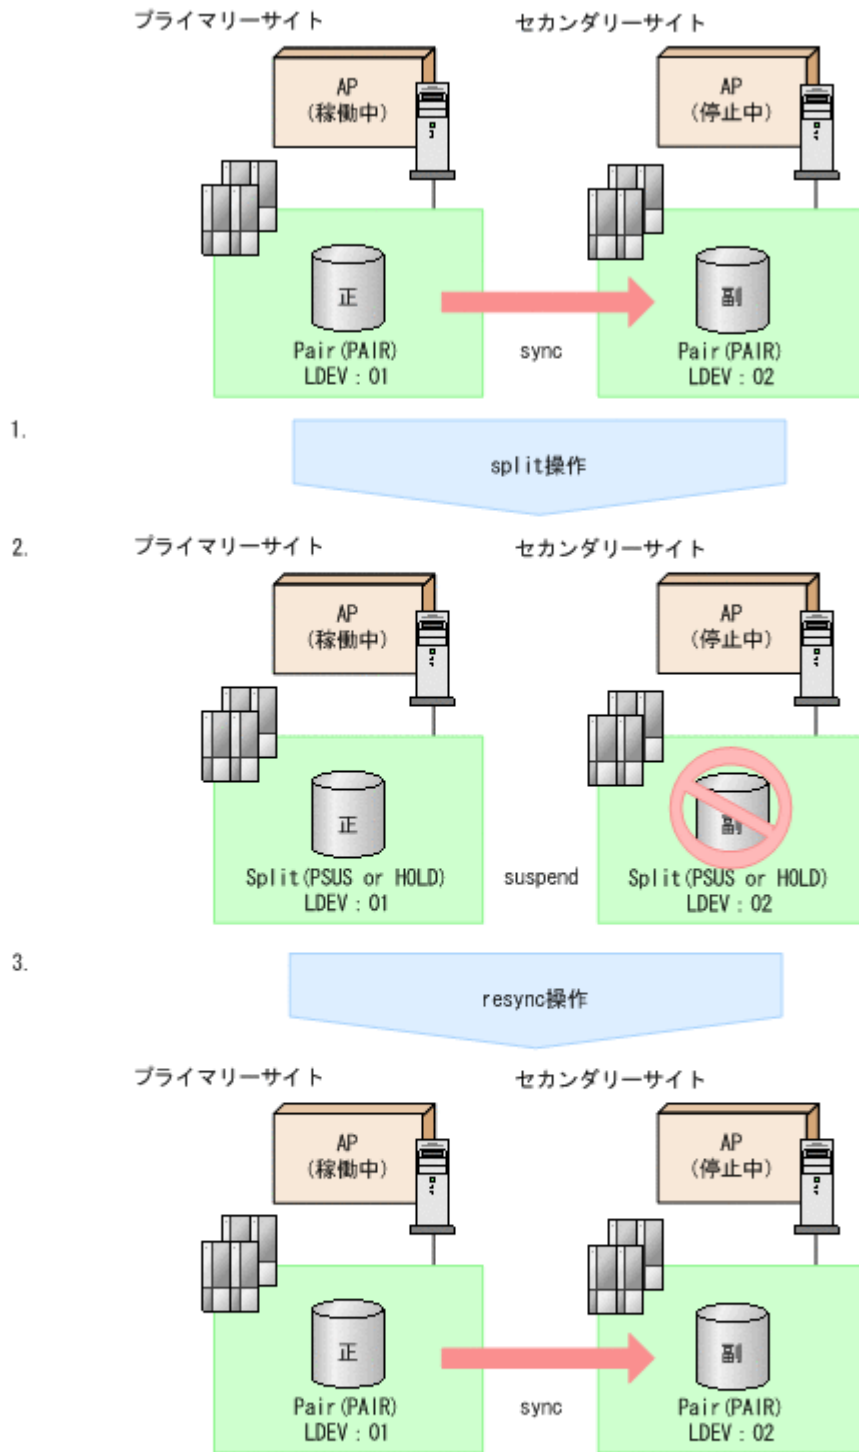 プライマリーサイト
セカンダリーサイト
AP
(稼働中)
AP
(停止中)
正
副
Pair(PAIR)
LDEV：01
sync
Pair(PAIR)
LDEV：02
1.
split操作
2.
プライマリーサイト
セカンダリーサイト
AP
(稼働中)
AP
(停止中)
正
副
Split(PSUS or HOLD)
LDEV：01
suspend
Split(PSUS or HOLD)
LDEV：02
3.
resync操作
プライマリーサイト
セカンダリーサイト
AP
(稼働中)
AP
(停止中)
正
副
Pair(PAIR)
LDEV：01
sync
Pair(PAIR)
LDEV：02